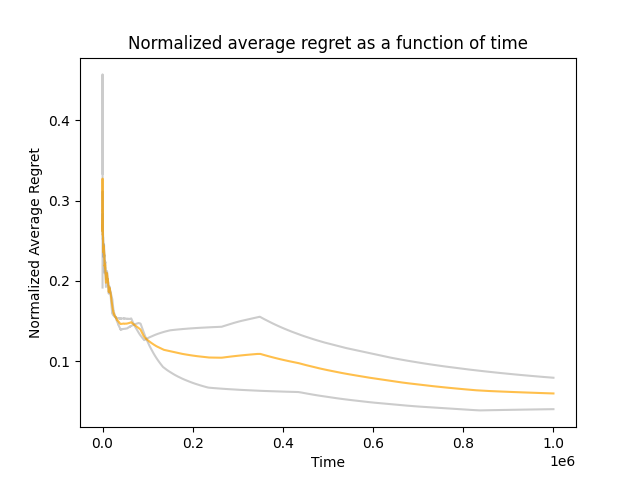 Normalized average regret as a function of time
Normalized Average Regret
0.4
0.3
0.2
0.1
0.0 0.2 0.4 0.6 0.8 1.0
Time
1e6